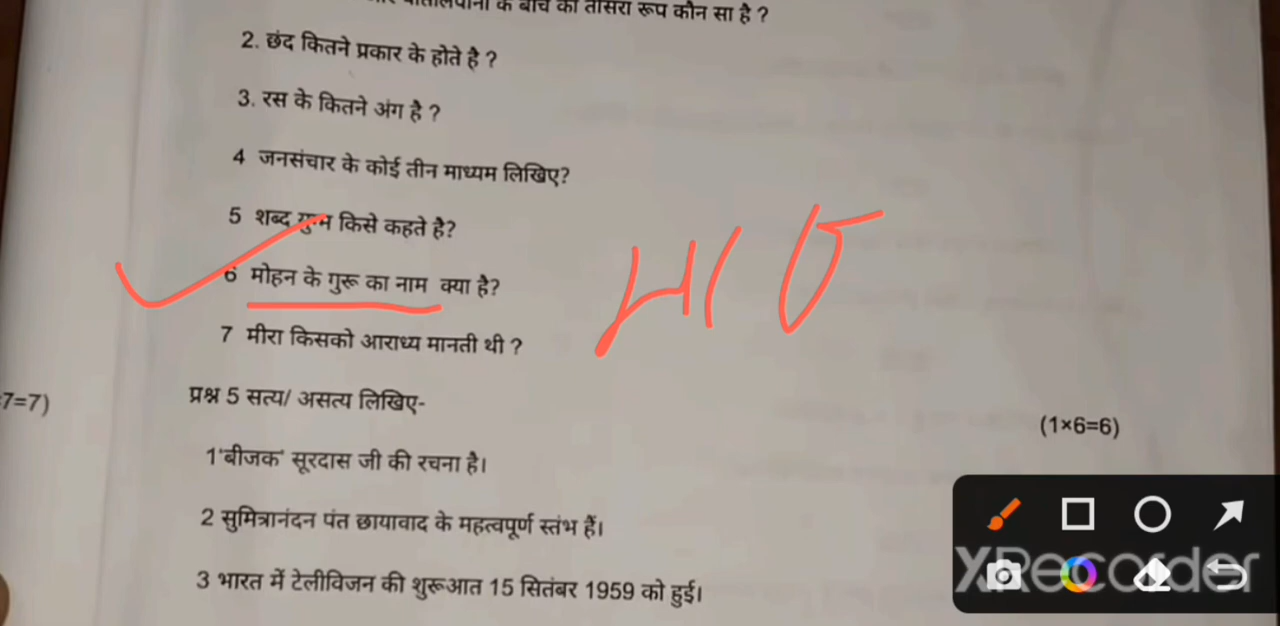 के बीच का तीसरा रूप कौन सा है ?
2. छंद कितने प्रकार के होते है ?
3. रस के कितने अंग है ?
4 जनसंचार के कोई तीन माध्यम लिखिए?
5 शब्द युग्म किसे कहते है?
6 मोहन के गुरू का नाम क्या है?
7 मीरा किसको आराध्य मानती थी ?
7=7)
प्रश्न 5 सत्य/ असत्य लिखिए-
(1×6=6)
1'बीजक' सूरदास जी की रचना है।
2 सुमित्रानंदन पंत छायावाद के महत्वपूर्ण स्तंभ हैं।
3 भारत में टेलीविजन की शुरूआत 15 सितंबर 1959 को हुई।
XRecorder